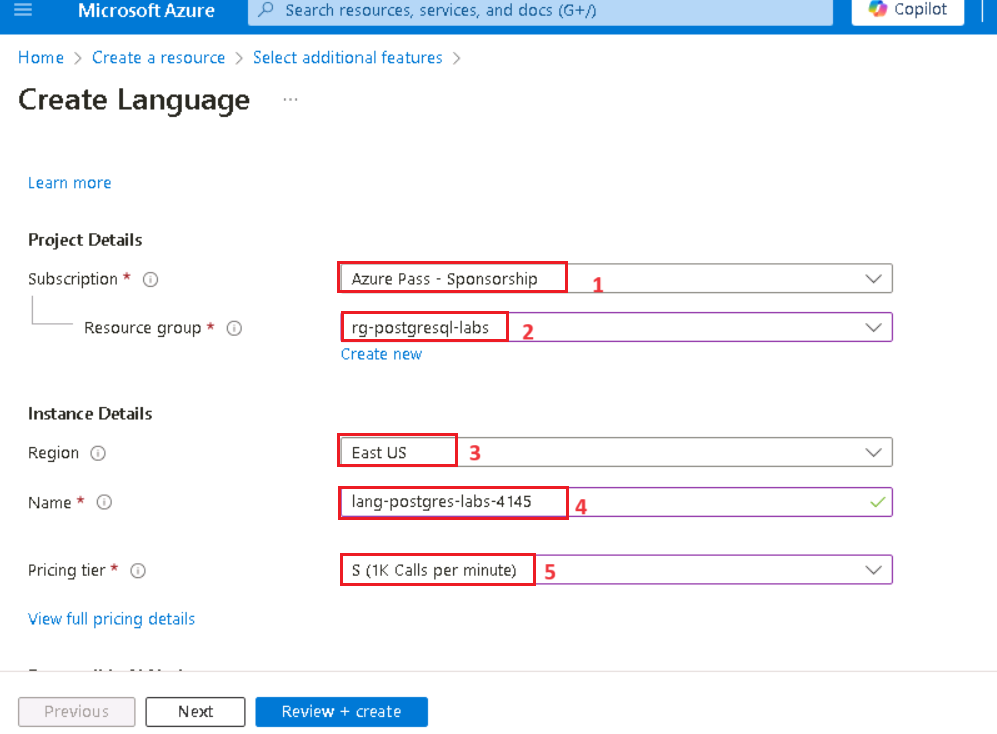 Microsoft Azure
Search resources, services, and docs (G+/)
Copilot
Home > Create a resource > Select additional features >
Create Language ...
Learn more
Project Details
Subscription *
Azure Pass - Sponsorship
1
Resource group *
rg-postgresql-labs
2
Create new
Instance Details
Region
East US
3
Name *
lang-postgres-labs-4145
4
Pricing tier *
S (1K Calls per minute)
5
View full pricing details
Previous
Next
Review + create